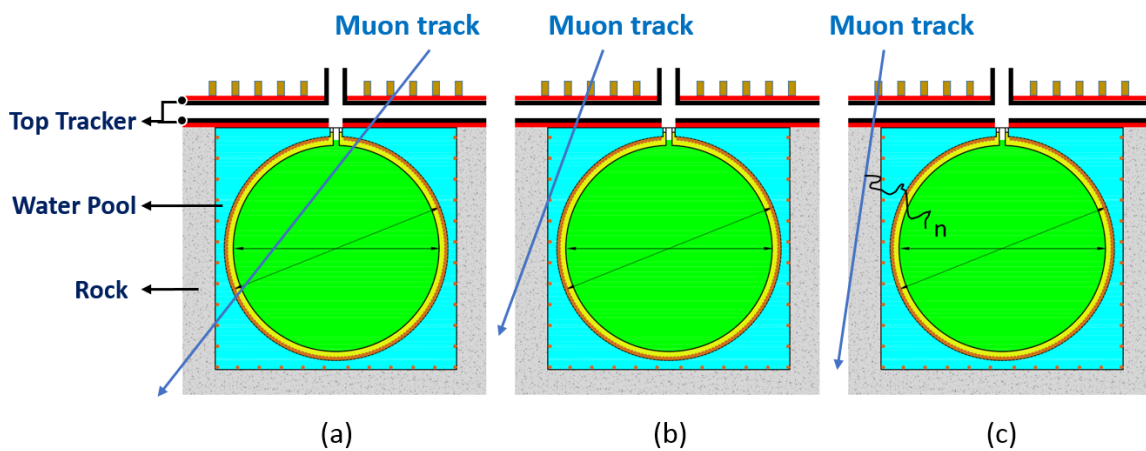 Muon track
Muon track
Muon track
Top Tracker
Water Pool
n
Rock
(a)
(b)
(c)